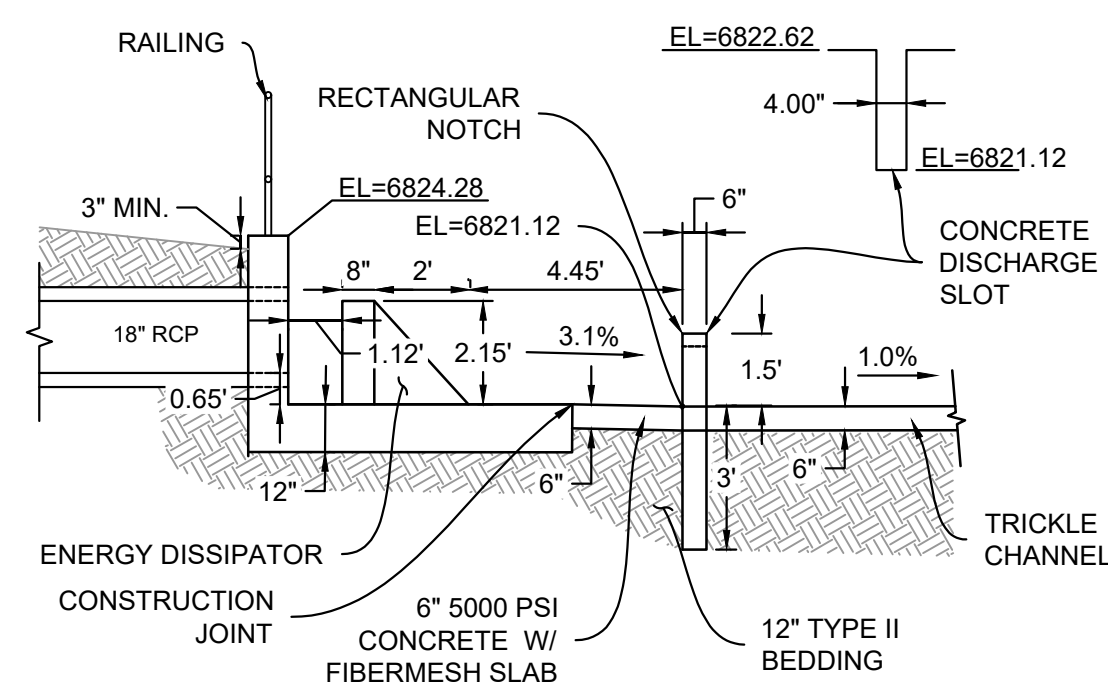 RAILING
EL=6822.62
RECTANGULAR
NOTCH
4.00"
EL=6821.12
3" MIN.
EL=6824.28
6"
EL=6821.12
CONCRETE
DISCHARGE
SLOT
8"
2'
4.45'
18" RCP
1.12'
2.15'
3.1%
1.5'
1.0%
0.65'
12"
6"
3'
6"
ENERGY DISSIPATOR
TRICKLE
CHANNEL
CONSTRUCTION
JOINT
6" 5000 PSI
CONCRETE W/
FIBERMESH SLAB
12" TYPE II
BEDDING